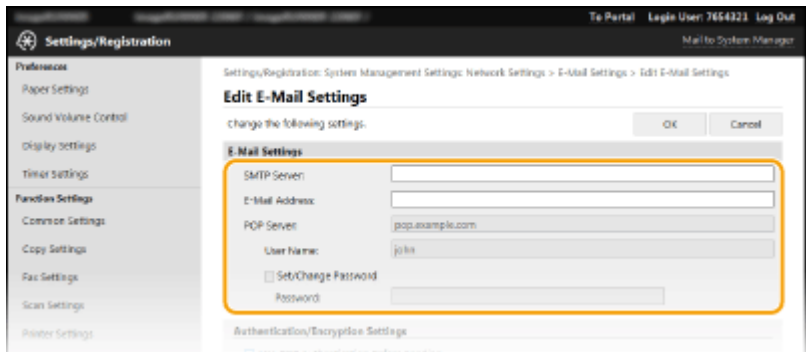 To Portal Login User: 7654321 Log Out
Settings/Registration
Mail to System Manager
Preferences
Paper Settings
Sound Volume Control
Display Settings
Timer Settings
Function Settings
Common Settings
Copy Settings
Fax Settings
Scan Settings
Printer Settings
Settings/Registration: System Management Settings: Network Settings > E-Mail Settings > Edit E-Mail Settings
Edit E-Mail Settings
Change the following settings.
OK
Cancel
E-Mail Settings
SMTP Server:
E-Mail Address:
POP Server:
pop.example.com
User Name:
john
Set/Change Password
Password:
Authentication/Encryption Settings